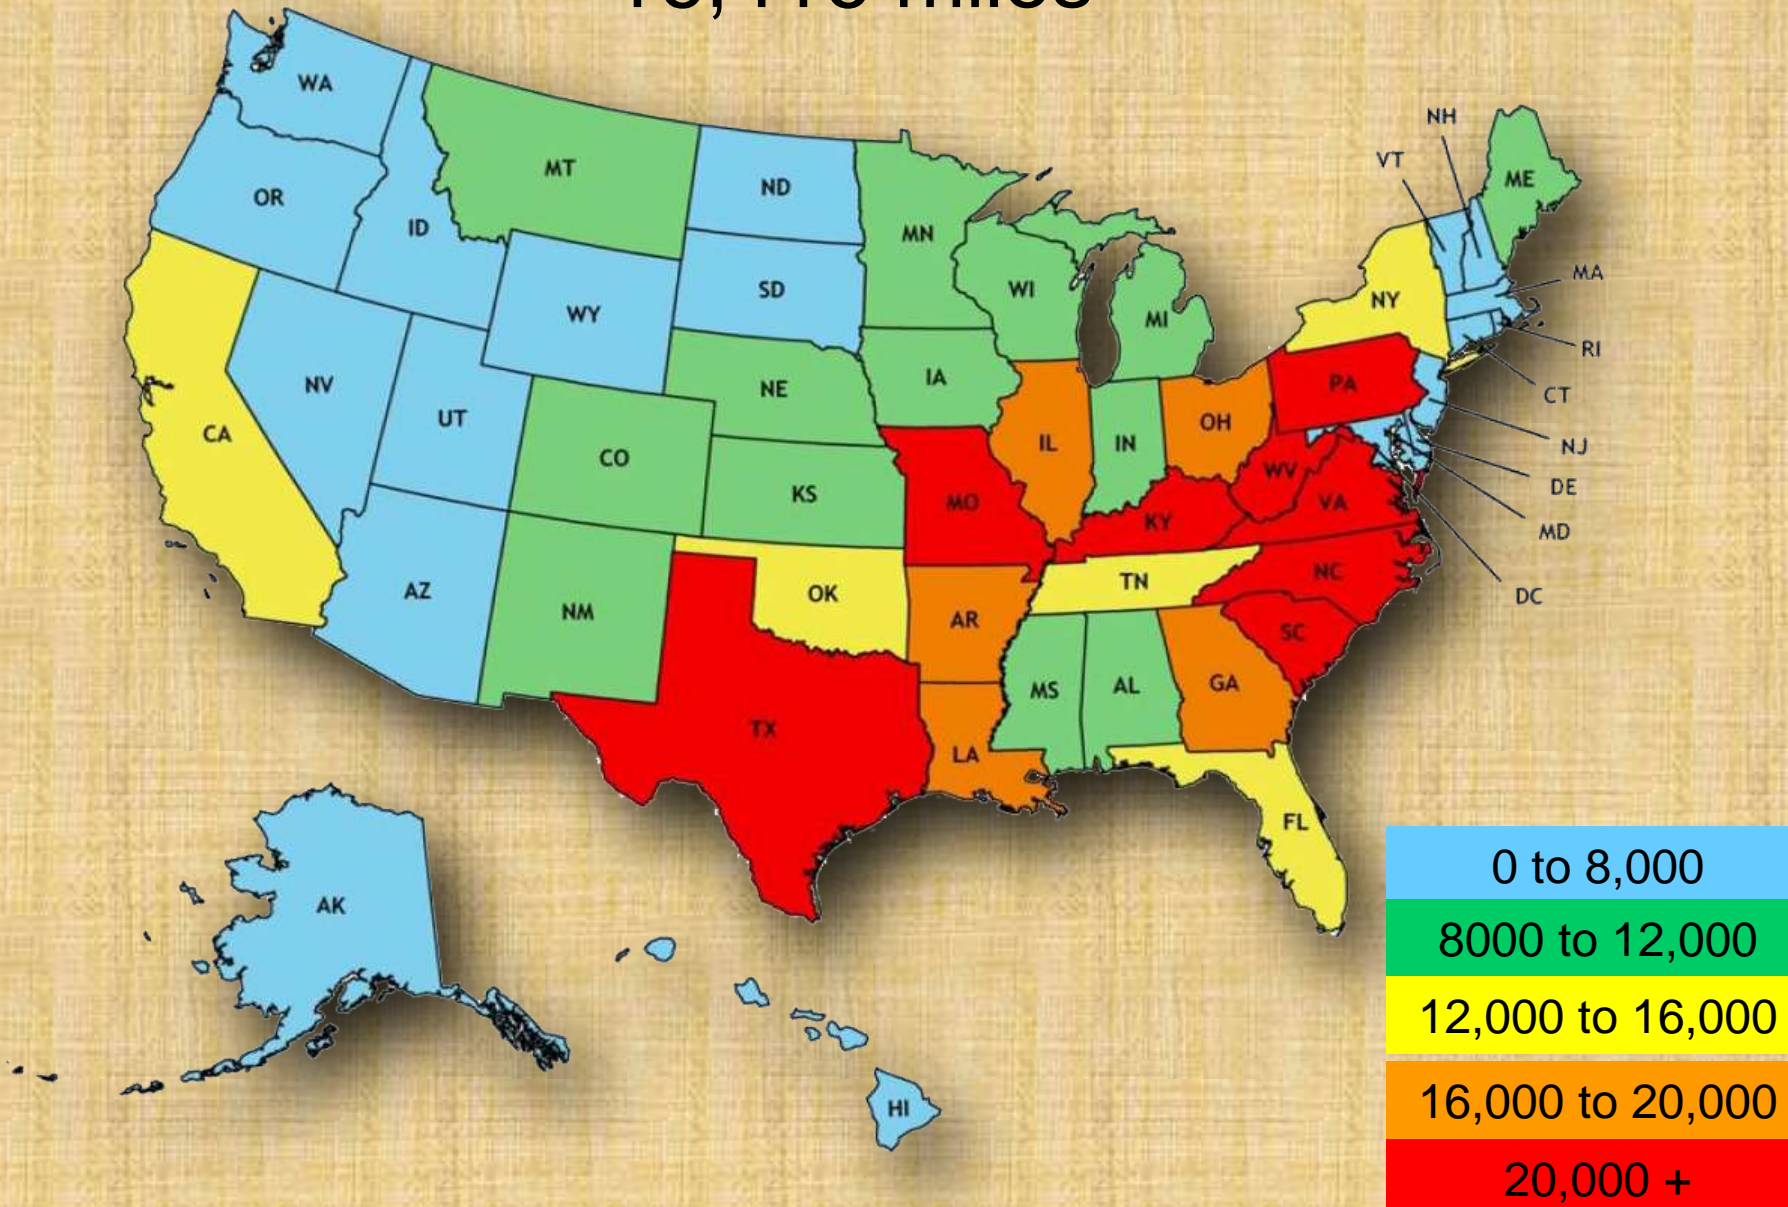 miles
WA
MT
ND
OR
ID
MN
SD
WY
WI
MI
NH
VT
ME
NY
MA
RI
CT
NJ
DE
MD
DC
NV
UT
CA
CO
NE
IA
IL
IN
OH
PA
KS
MO
WV
VA
KY
AZ
NM
OK
AR
TN
NC
SC
TX
LA
MS
AL
GA
FL
AK
HI
0 to 8,000
8000 to 12,000
12,000 to 16,000
16,000 to 20,000
20,000 +